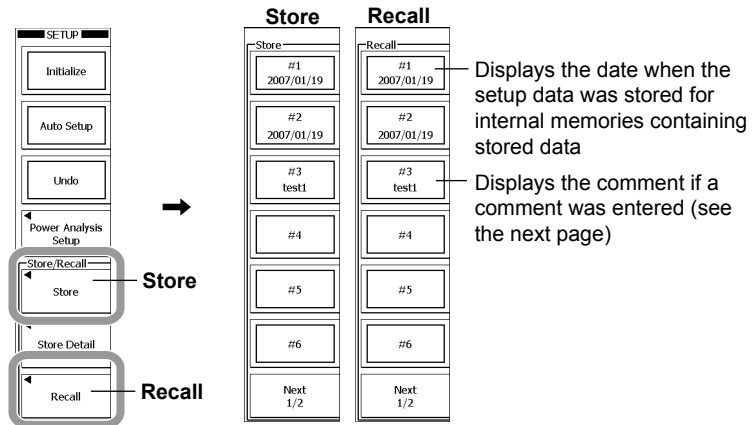 SETUP
Initialize
Auto Setup
Undo
Power Analysis
Setup
Store/Recall
Store
Store Detail
Recall
Store
Recall
Store
Store
#1
2007/01/19
#2
2007/01/19
#3
test1
#4
#5
#6
Next
1/2
Recall
Recall
#1
2007/01/19
#2
2007/01/19
#3
test1
#4
#5
#6
Next
1/2
Displays the date when the
setup data was stored for
internal memories containing
stored data
Displays the comment if a
comment was entered (see
the next page)